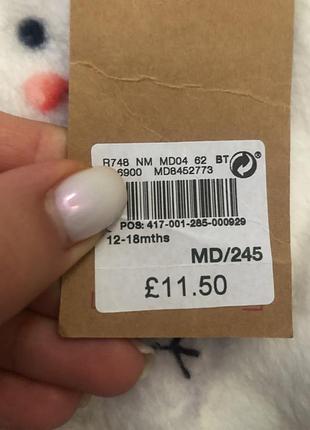 R748 NM MD04 62 BT
6900 MD8452773
POS: 417-001-285-000929
12-18mths
MD/245
£11.50